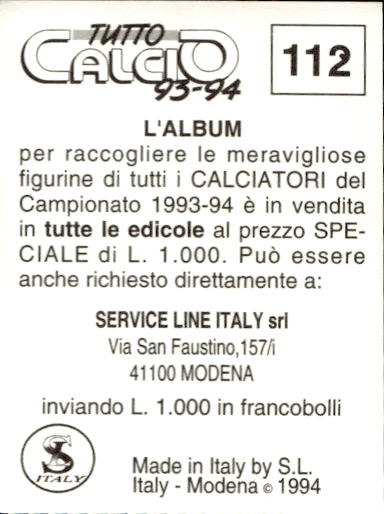 TUTTO
CALCIO
93-94
112
L'ALBUM
per raccogliere le meravigliose
figurine di tutti i CALCIATORI del
Campionato 1993-94 è in vendita
in tutte le edicole al prezzo SPE-
CIALE di L. 1.000. Può essere
anche richiesto direttamente a:
SERVICE LINE ITALY srl
Via San Faustino,157/i
41100 MODENA
inviando L. 1.000 in francobolli
SL
ITALY
Made in Italy by S.L.
Italy - Modena © 1994